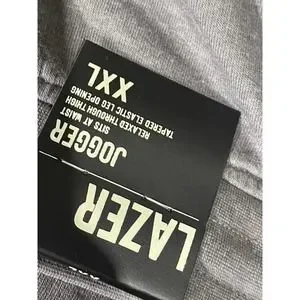 LAZER
JOGGER
SITS AT WAIST
RELAXED THROUGH THIGH
TAPERED ELASTIC LEG OPENING
XXL